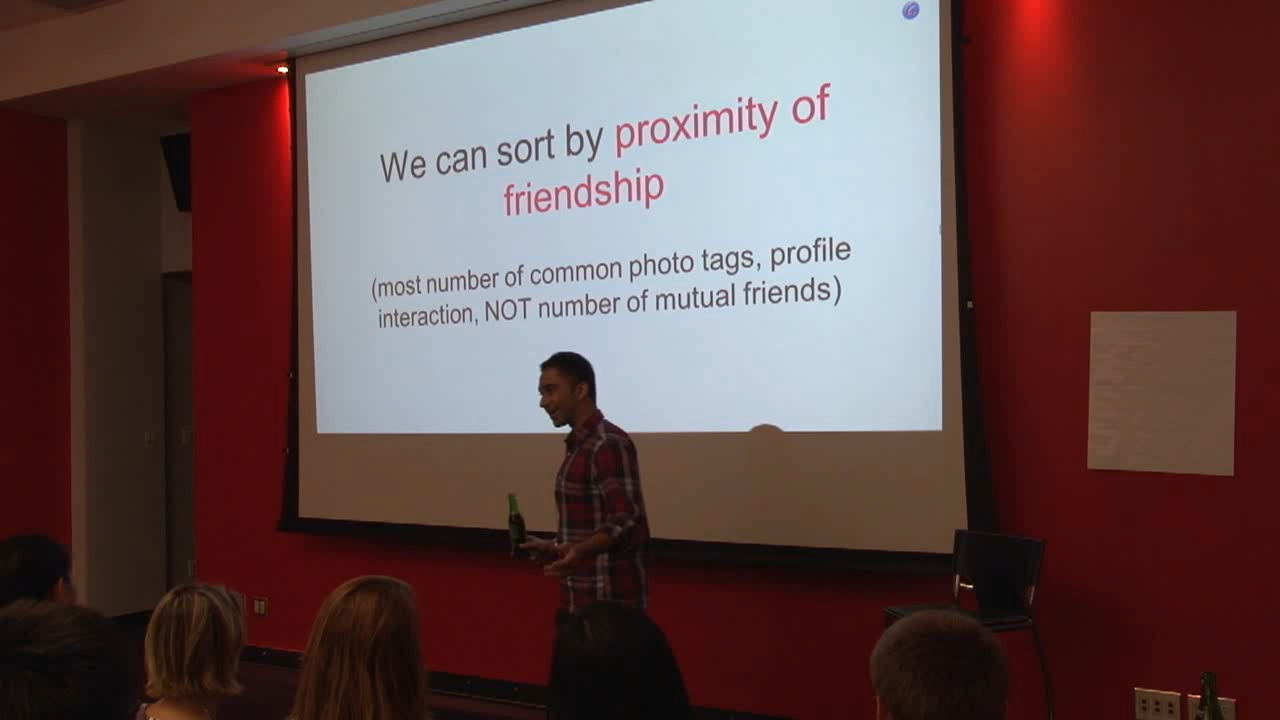 We can sort by proximity of
friendship
(most number of common photo tags, profile
interaction, NOT number of mutual friends)